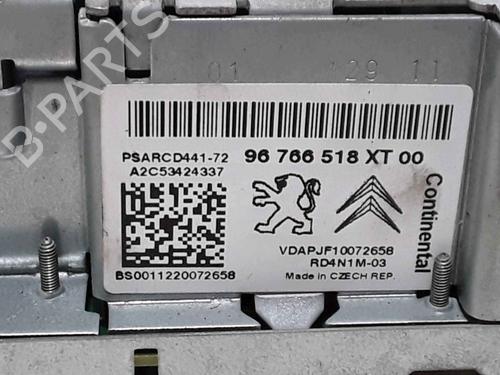 01 29 11
PSARCD441-72
96 766 518 XT 00
A2C53424337
Continental
VDAPJF10072658
RD4N1M-03
BS0011220072658
Made in CZECH REP.
B-PARTS